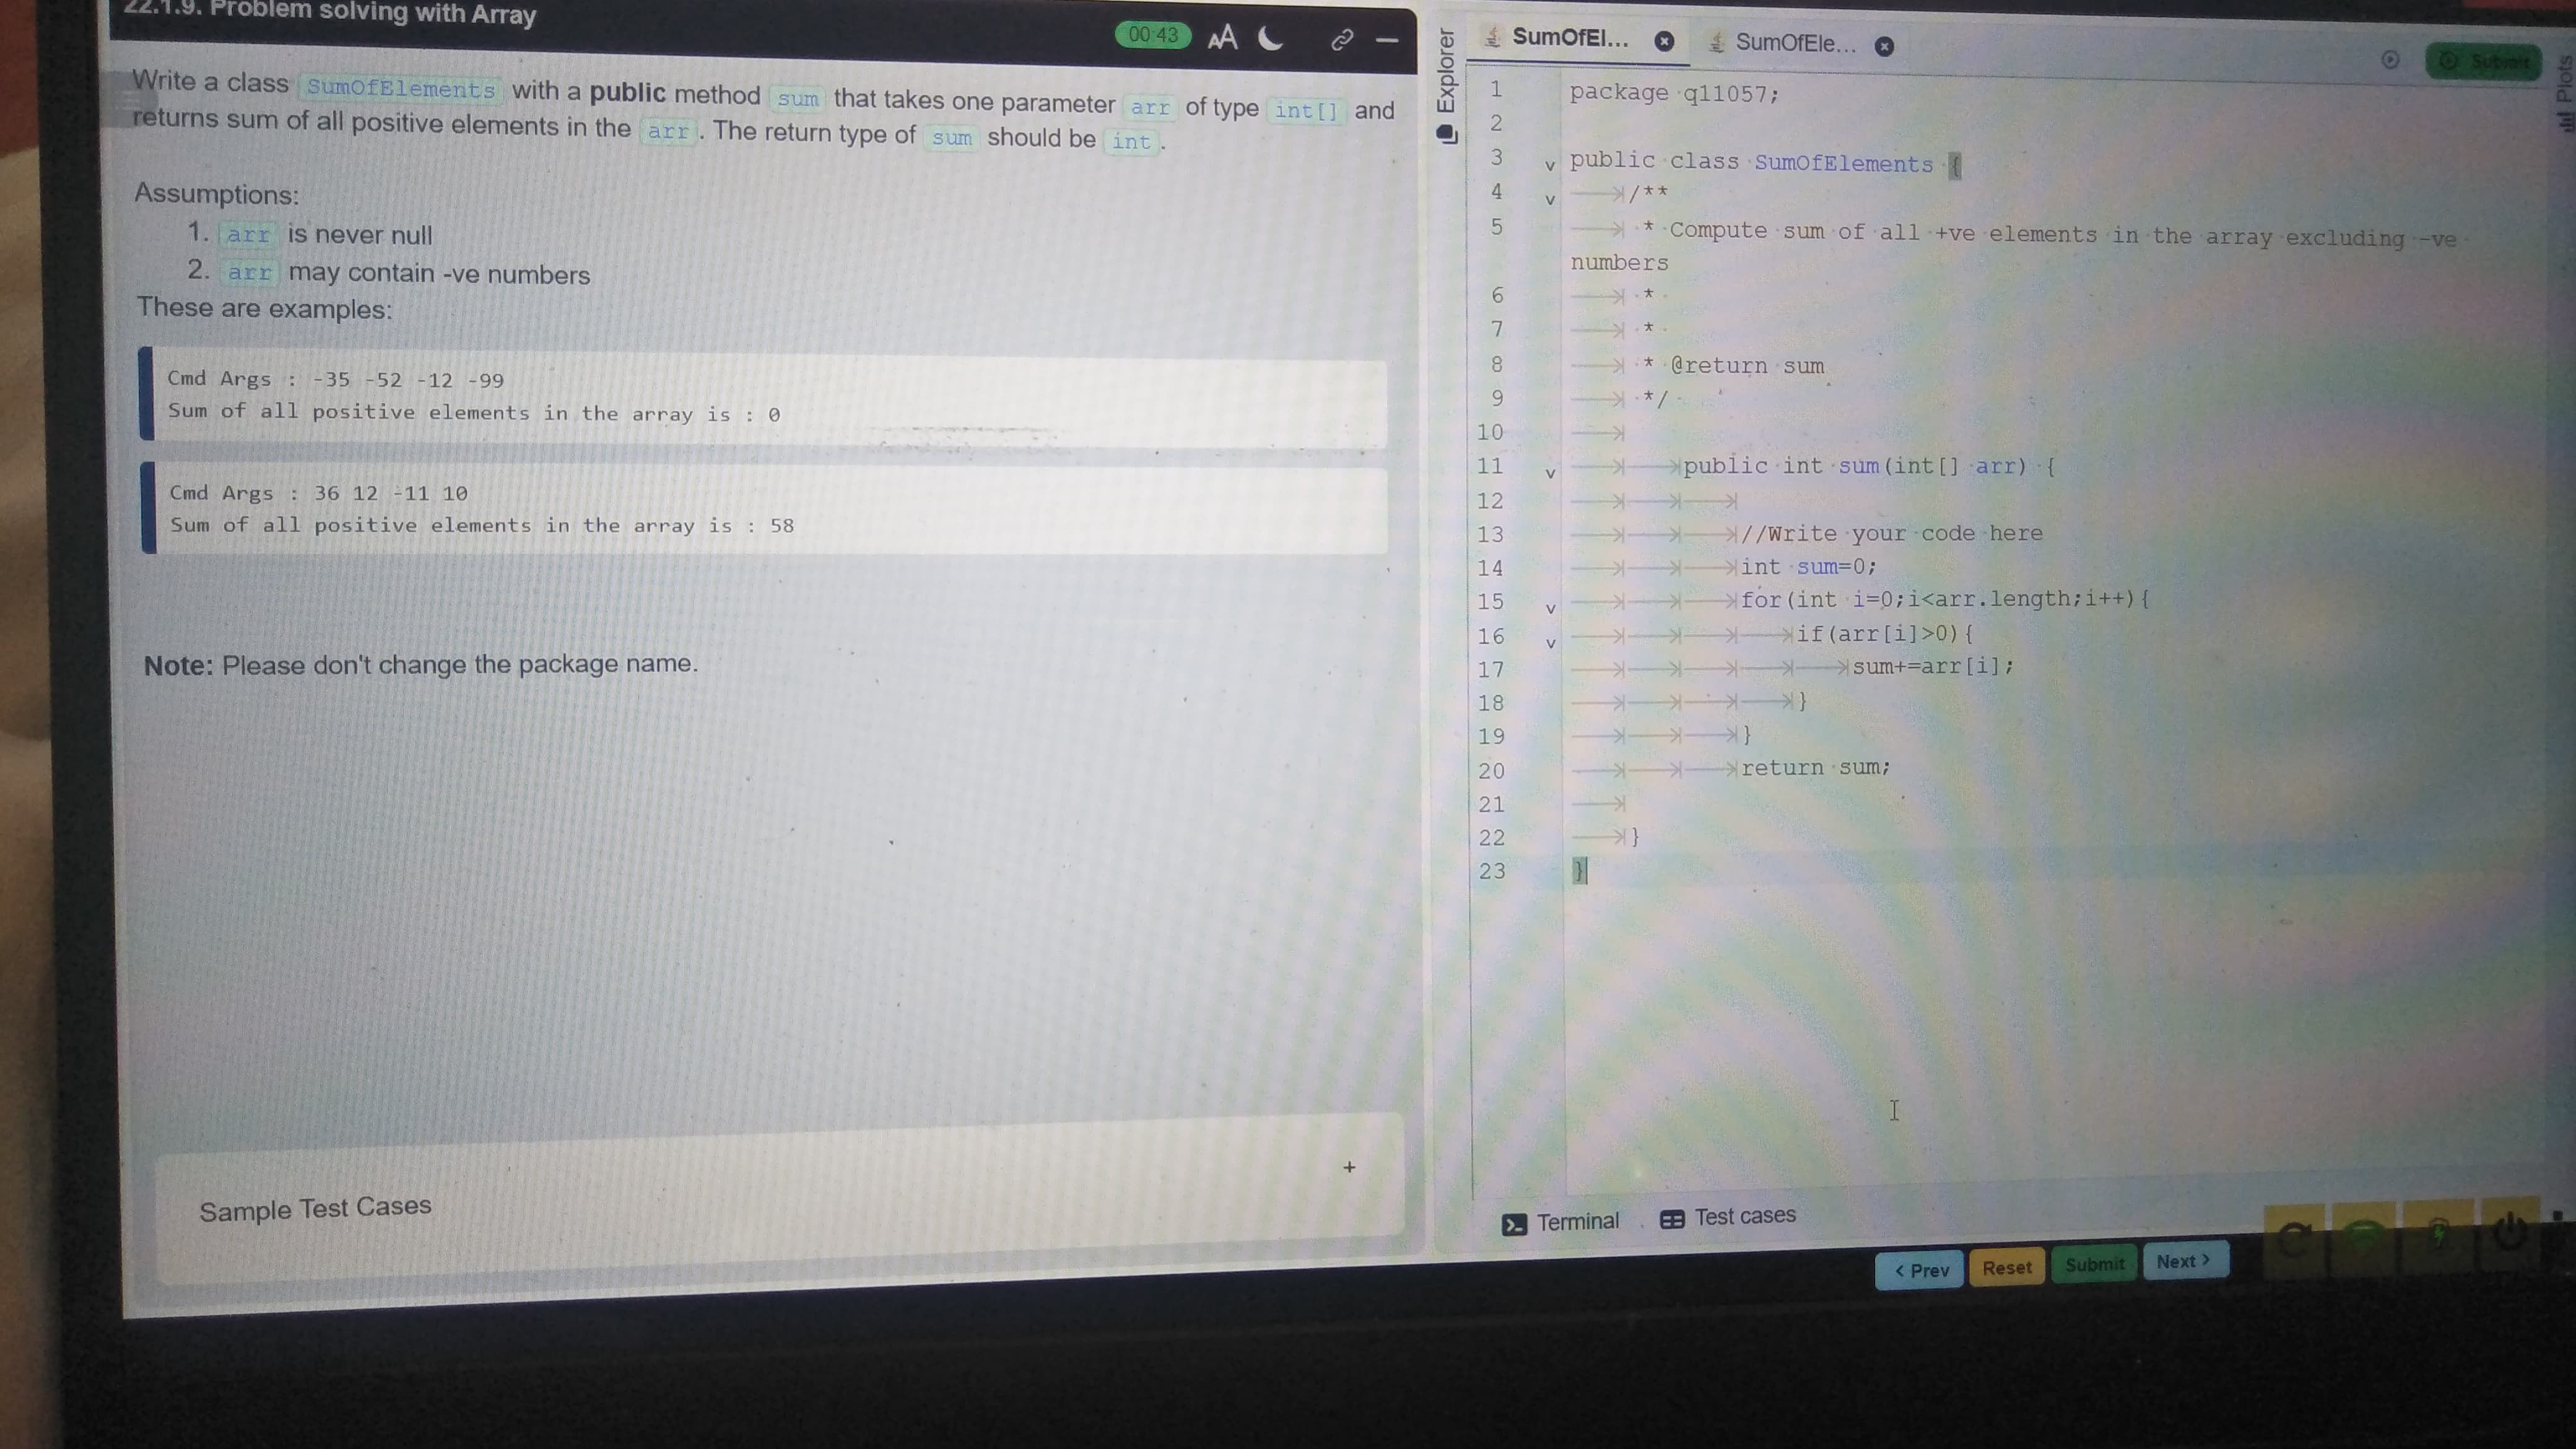 22.1.9. Problem solving with Array
00:43
AA
Write a class SumOfElements with a public method sum that takes one parameter arr of type int[] and
returns sum of all positive elements in the arr. The return type of sum should be int.
Assumptions:
1. arr is never null
2. arr may contain -ve numbers
These are examples:
Cmd Args : -35 -52 -12 -99
Sum of all positive elements in the array is : 0
Cmd Args : 36 12 -11 10
Sum of all positive elements in the array is : 58
Note: Please don't change the package name.
Sample Test Cases
+
Explorer
SumOfEl...
SumOfEle...
Submit
Plots
1 package q11057;
2
3 public class SumOfElements {
4 /**
5 * Compute sum of all +ve elements in the array excluding -ve
numbers
6 *
7 *
8 * @return sum
9 */
10
11 public int sum(int[] arr) {
12
13 //Write your code here
14 int sum=0;
15 for(int i=0;i<arr.length;i++){
16 if(arr[i]>0){
17 sum+=arr[i];
18 }
19 }
20 return sum;
21
22 }
23 }
Terminal
Test cases
< Prev
Reset
Submit
Next >